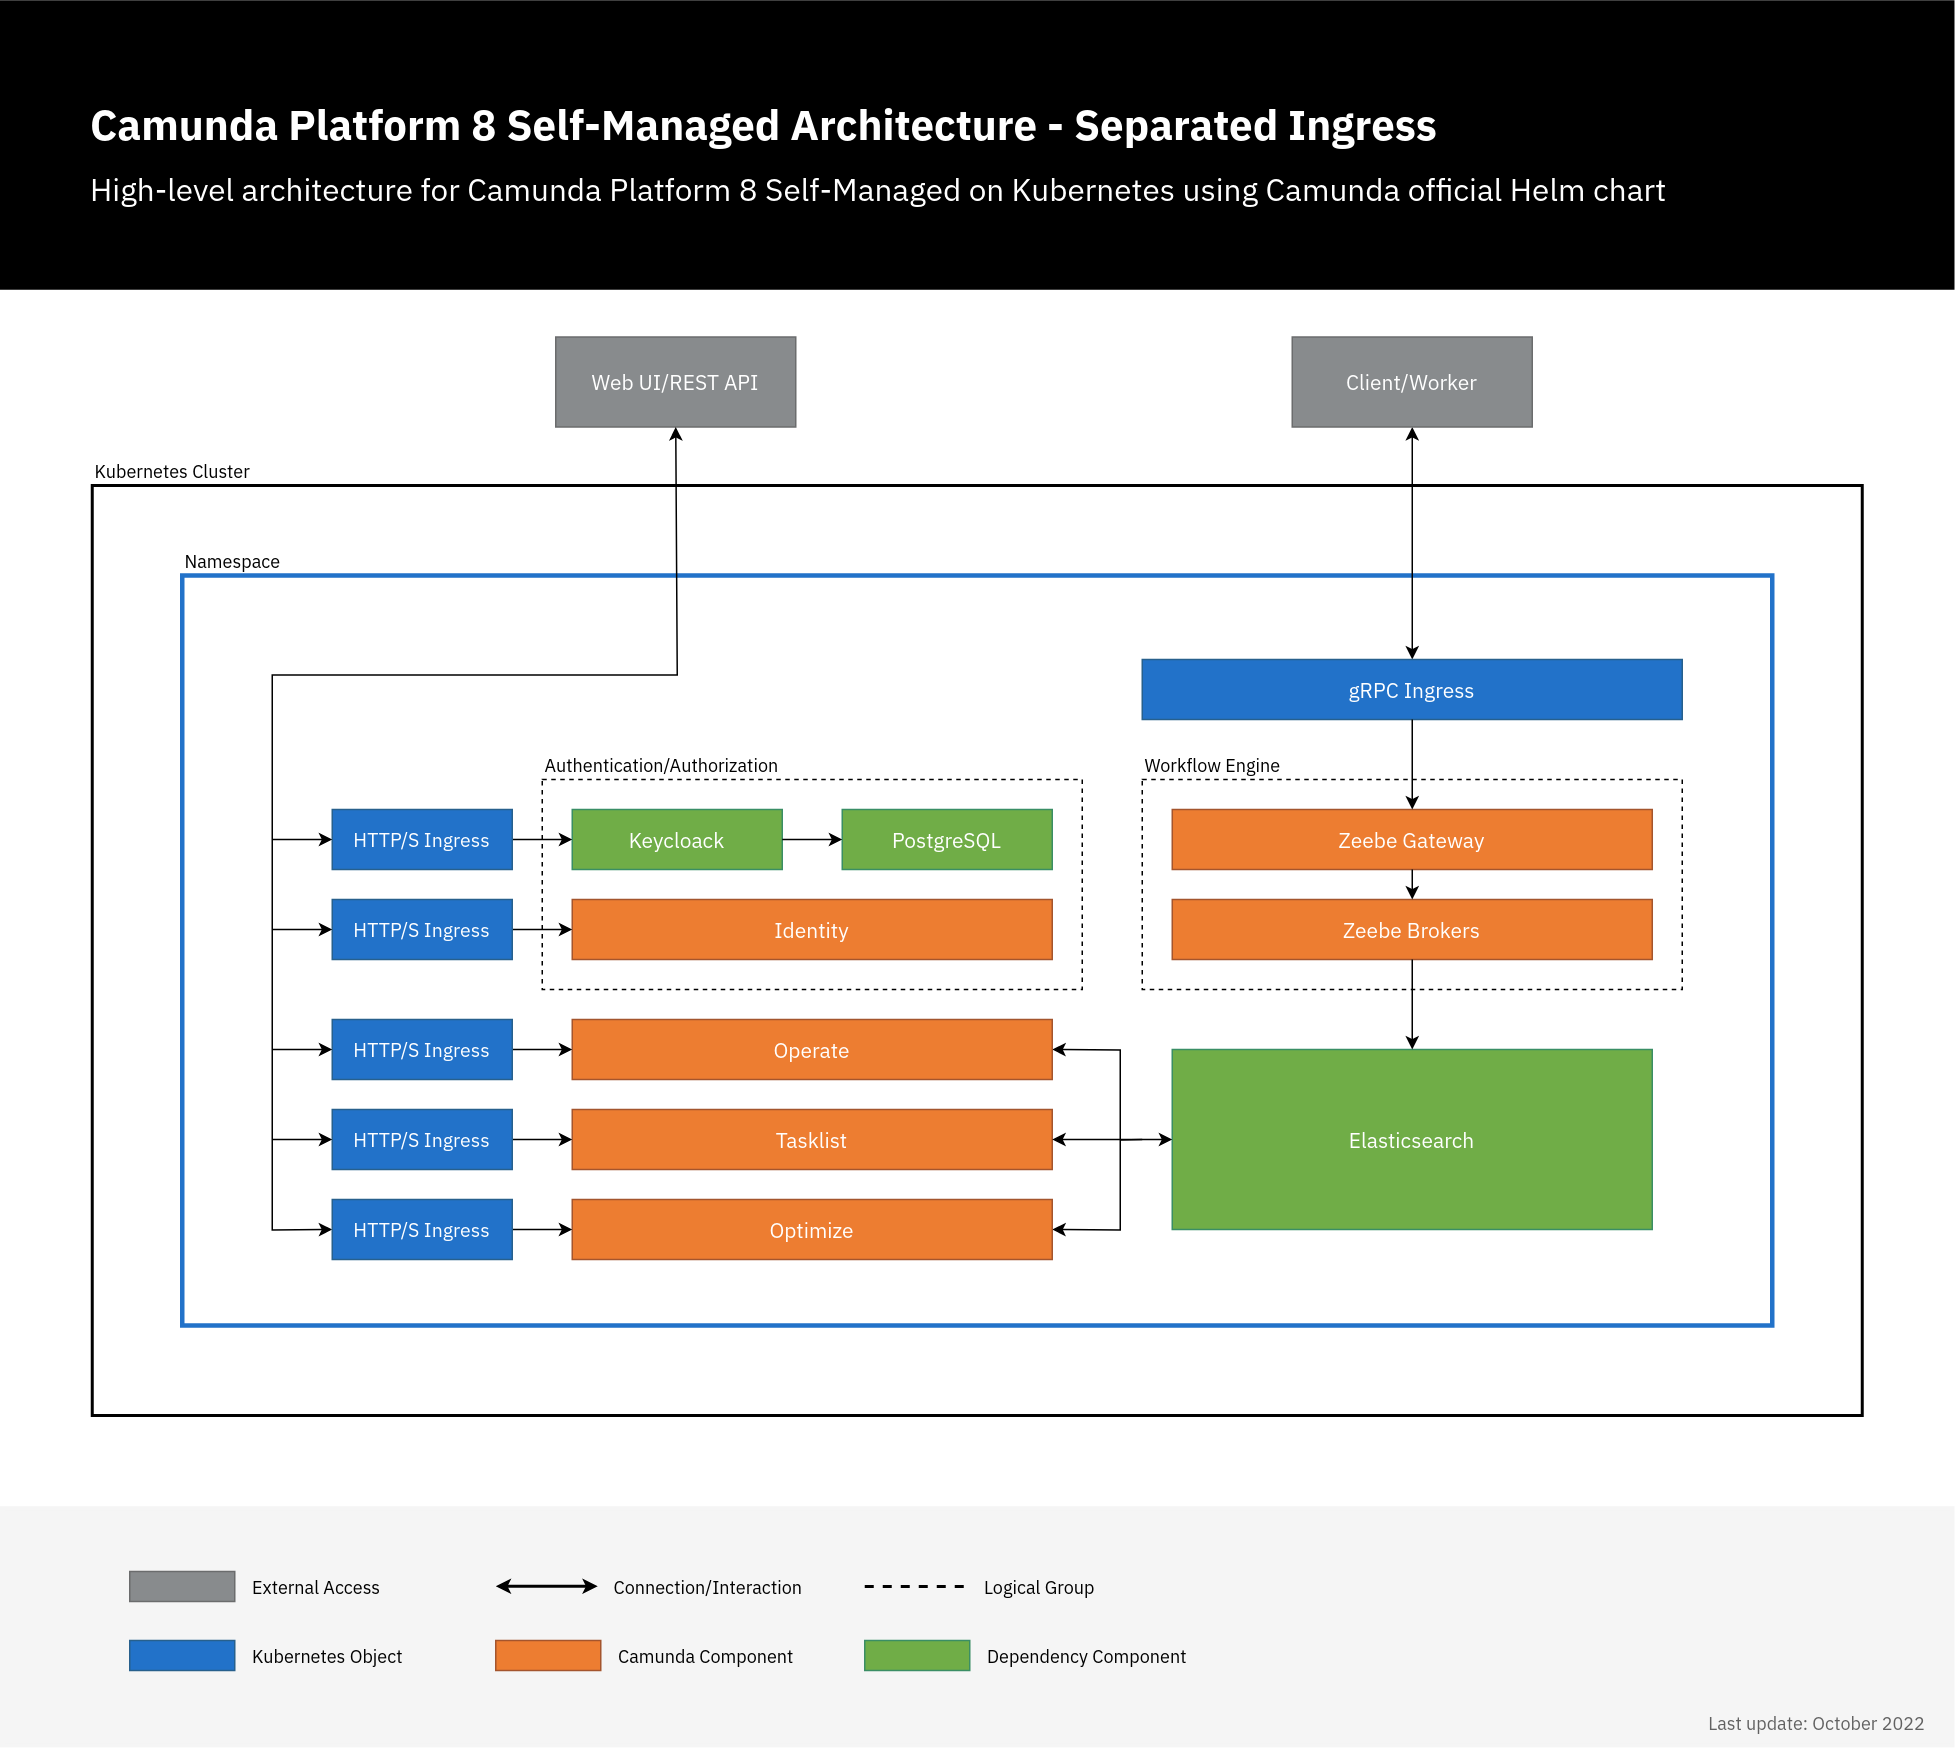 Camunda Platform 8 Self-Managed Architecture - Separated Ingress
High-level architecture for Camunda Platform 8 Self-Managed on Kubernetes using Camunda official Helm chart
Web UI/REST API
Client/Worker
Kubernetes Cluster
Namespace
gRPC Ingress
Authentication/Authorization
Workflow Engine
HTTP/S Ingress
Keycloack
PostgreSQL
Zeebe Gateway
HTTP/S Ingress
Identity
Zeebe Brokers
HTTP/S Ingress
Operate
HTTP/S Ingress
Tasklist
Elasticsearch
HTTP/S Ingress
Optimize
External Access
Connection/Interaction
Logical Group
Kubernetes Object
Camunda Component
Dependency Component
Last update: October 2022